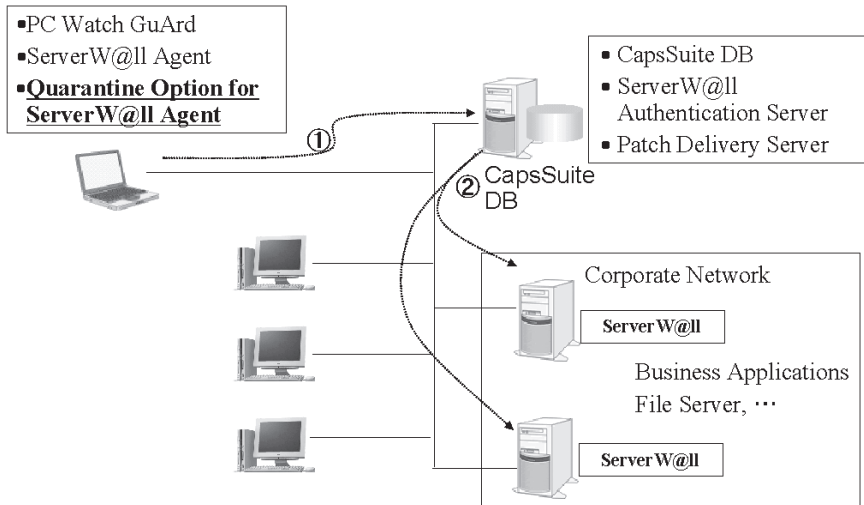 ▪PC Watch GuArd
▪ServerW@ll Agent
▪Quarantine Option for
ServerW@ll Agent
▪ CapsSuite DB
▪ ServerW@ll
Authentication Server
▪ Patch Delivery Server
①
② CapsSuite
DB
Corporate Network
ServerW@ll
Business Applications
File Server, ⋯
ServerW@ll